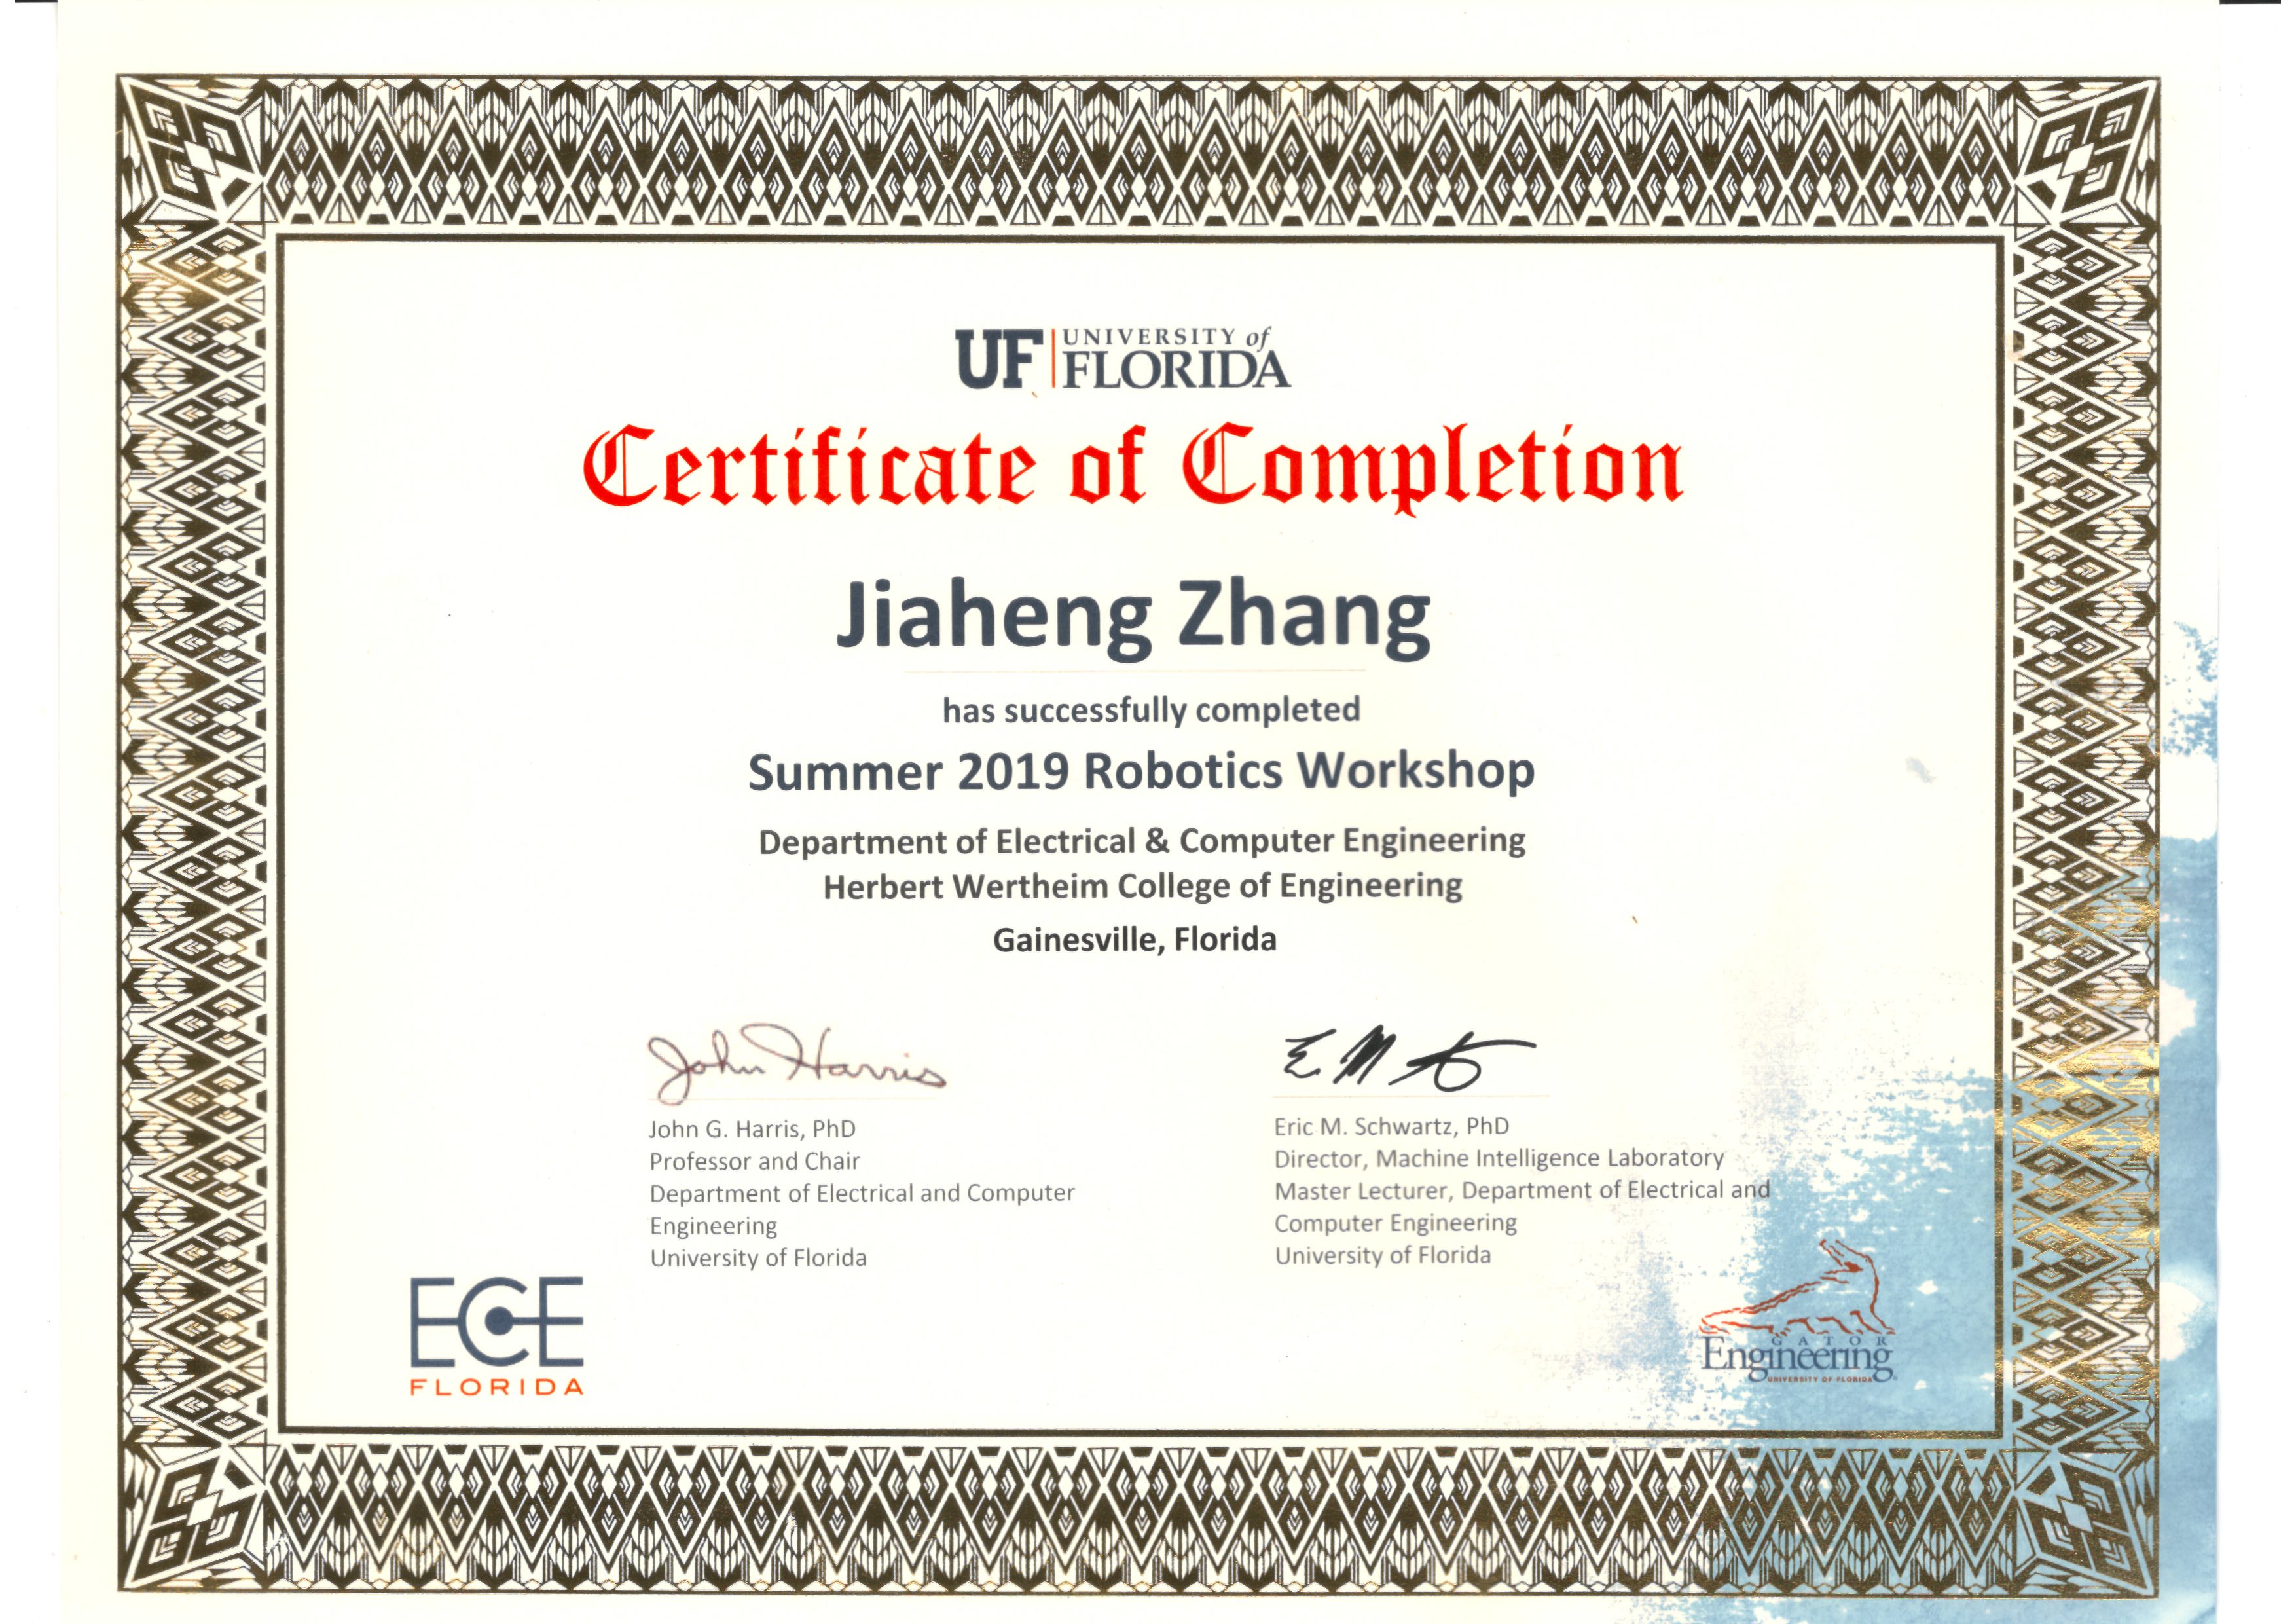 UF UNIVERSITY of FLORIDA
Certificate of Completion
Jiaheng Zhang
has successfully completed
Summer 2019 Robotics Workshop
Department of Electrical & Computer Engineering
Herbert Wertheim College of Engineering
Gainesville, Florida
John Harris
John G. Harris, PhD
Professor and Chair
Department of Electrical and Computer
Engineering
University of Florida
E M
Eric M. Schwartz, PhD
Director, Machine Intelligence Laboratory
Master Lecturer, Department of Electrical and
Computer Engineering
University of Florida
ECE
FLORIDA
GATOR
Engineering
UNIVERSITY OF FLORIDA